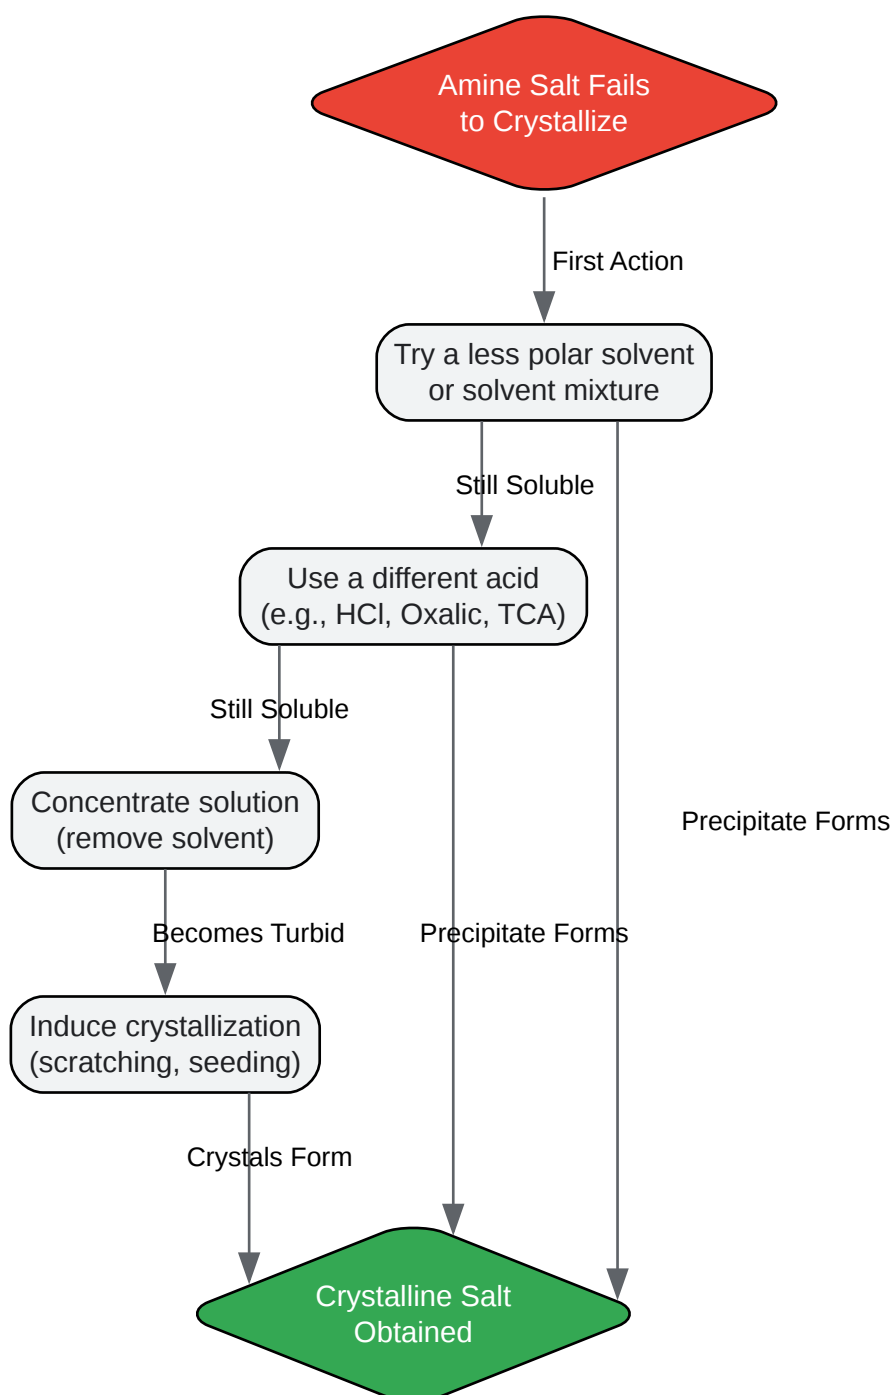 Amine Salt Fails
to Crystallize
First Action
Try a less polar solvent
or solvent mixture
Still Soluble
Use a different acid
(e.g., HCl, Oxalic, TCA)
Still Soluble
Concentrate solution
(remove solvent)
Precipitate Forms
Becomes Turbid
Precipitate Forms
Induce crystallization
(scratching, seeding)
Crystals Form
Crystalline Salt
Obtained